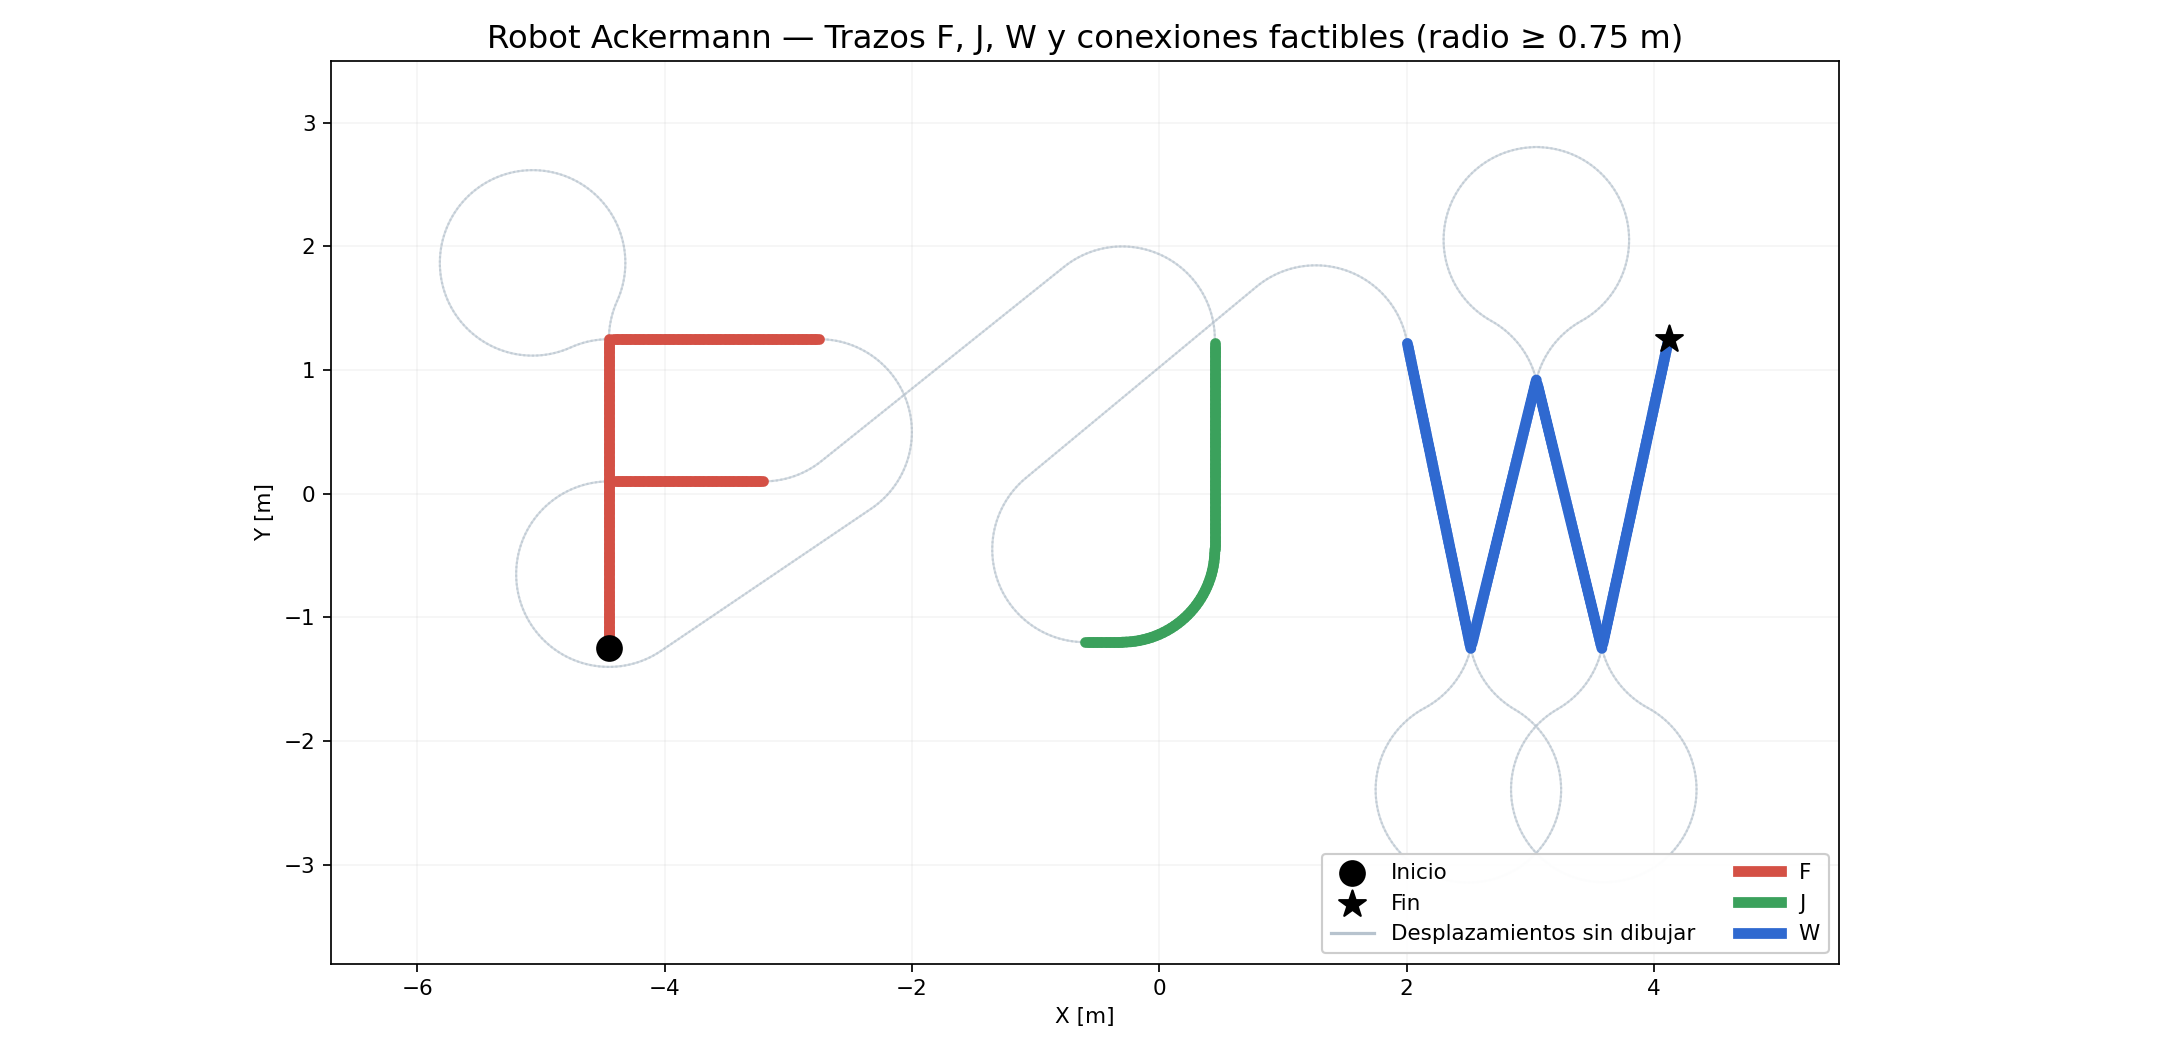 Robot Ackermann — Trazos F, J, W y conexiones factibles (radio ≥ 0.75 m)
3
2
1
0
−1
−2
−3
Y [m]
−6
−4
−2
0
2
4
X [m]
Inicio
Fin
Desplazamientos sin dibujar
F
J
W